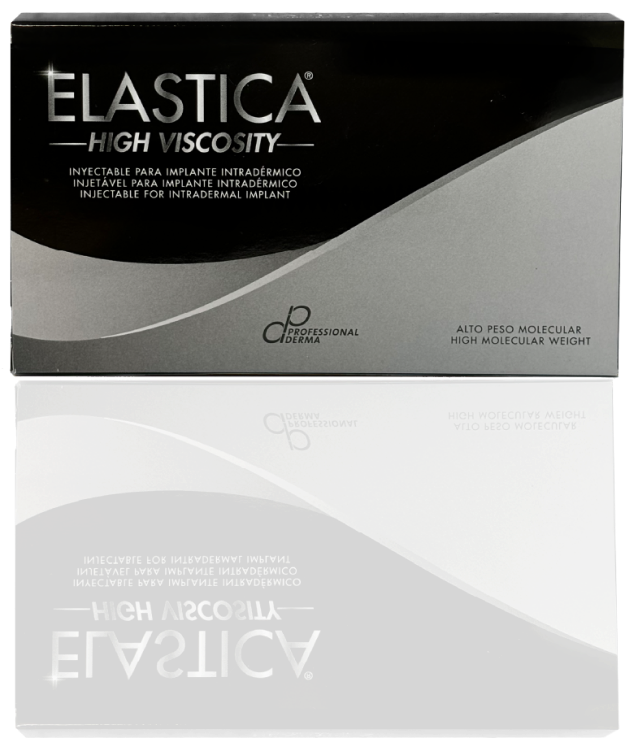 ELASTICA®
HIGH VISCOSITY
INYECTABLE PARA IMPLANTE INTRADÉRMICO
INJETÁVEL PARA IMPLANTE INTRADÉRMICO
INJECTABLE FOR INTRADERMAL IMPLANT
dp PROFESSIONAL
DERMA
ALTO PESO MOLECULAR
HIGH MOLECULAR WEIGHT